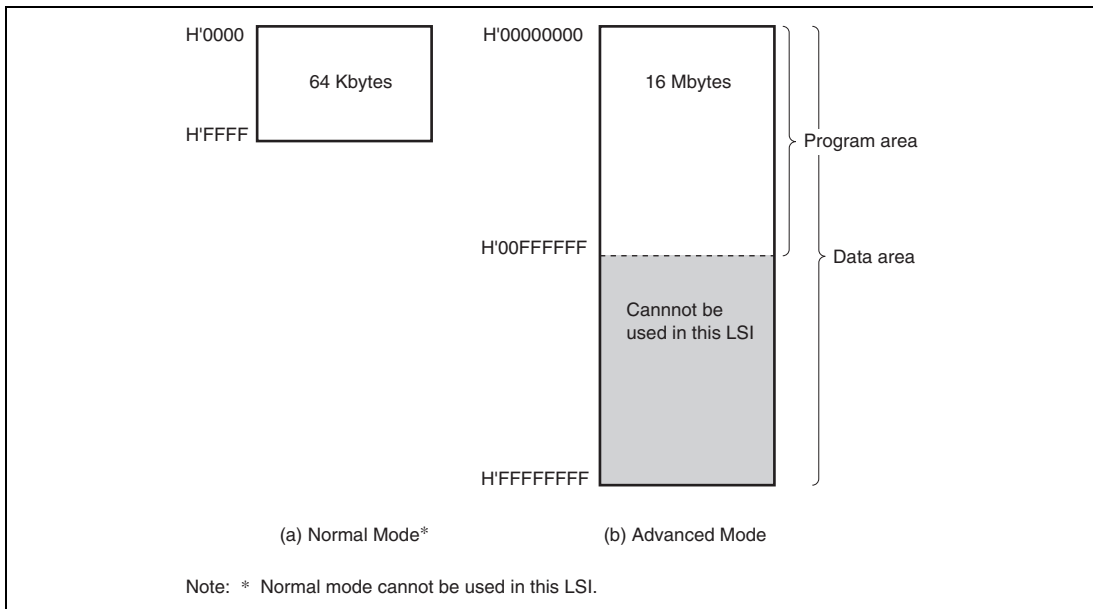 H'0000
64 Kbytes
H'FFFF
H'00000000
16 Mbytes
Program area
H'00FFFFFF
Data area
Cannnot be
used in this LSI
H'FFFFFFFF
(a) Normal Mode*
(b) Advanced Mode
Note: * Normal mode cannot be used in this LSI.